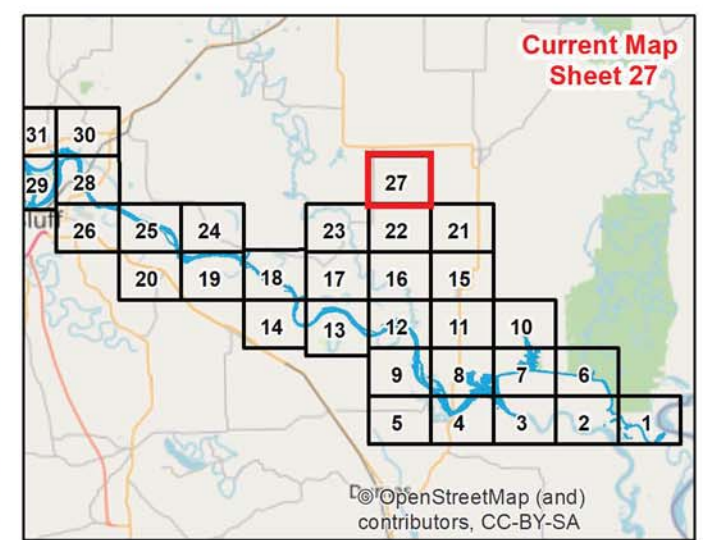 Current Map
Sheet 27
31 30
27
29 28
luff
26 25 24 23 22 21
20 19 18 17 16 15
14 13 12 11 10
9 8 7 6
5 4 3 2 1
© OpenStreetMap (and)
contributors, CC-BY-SA